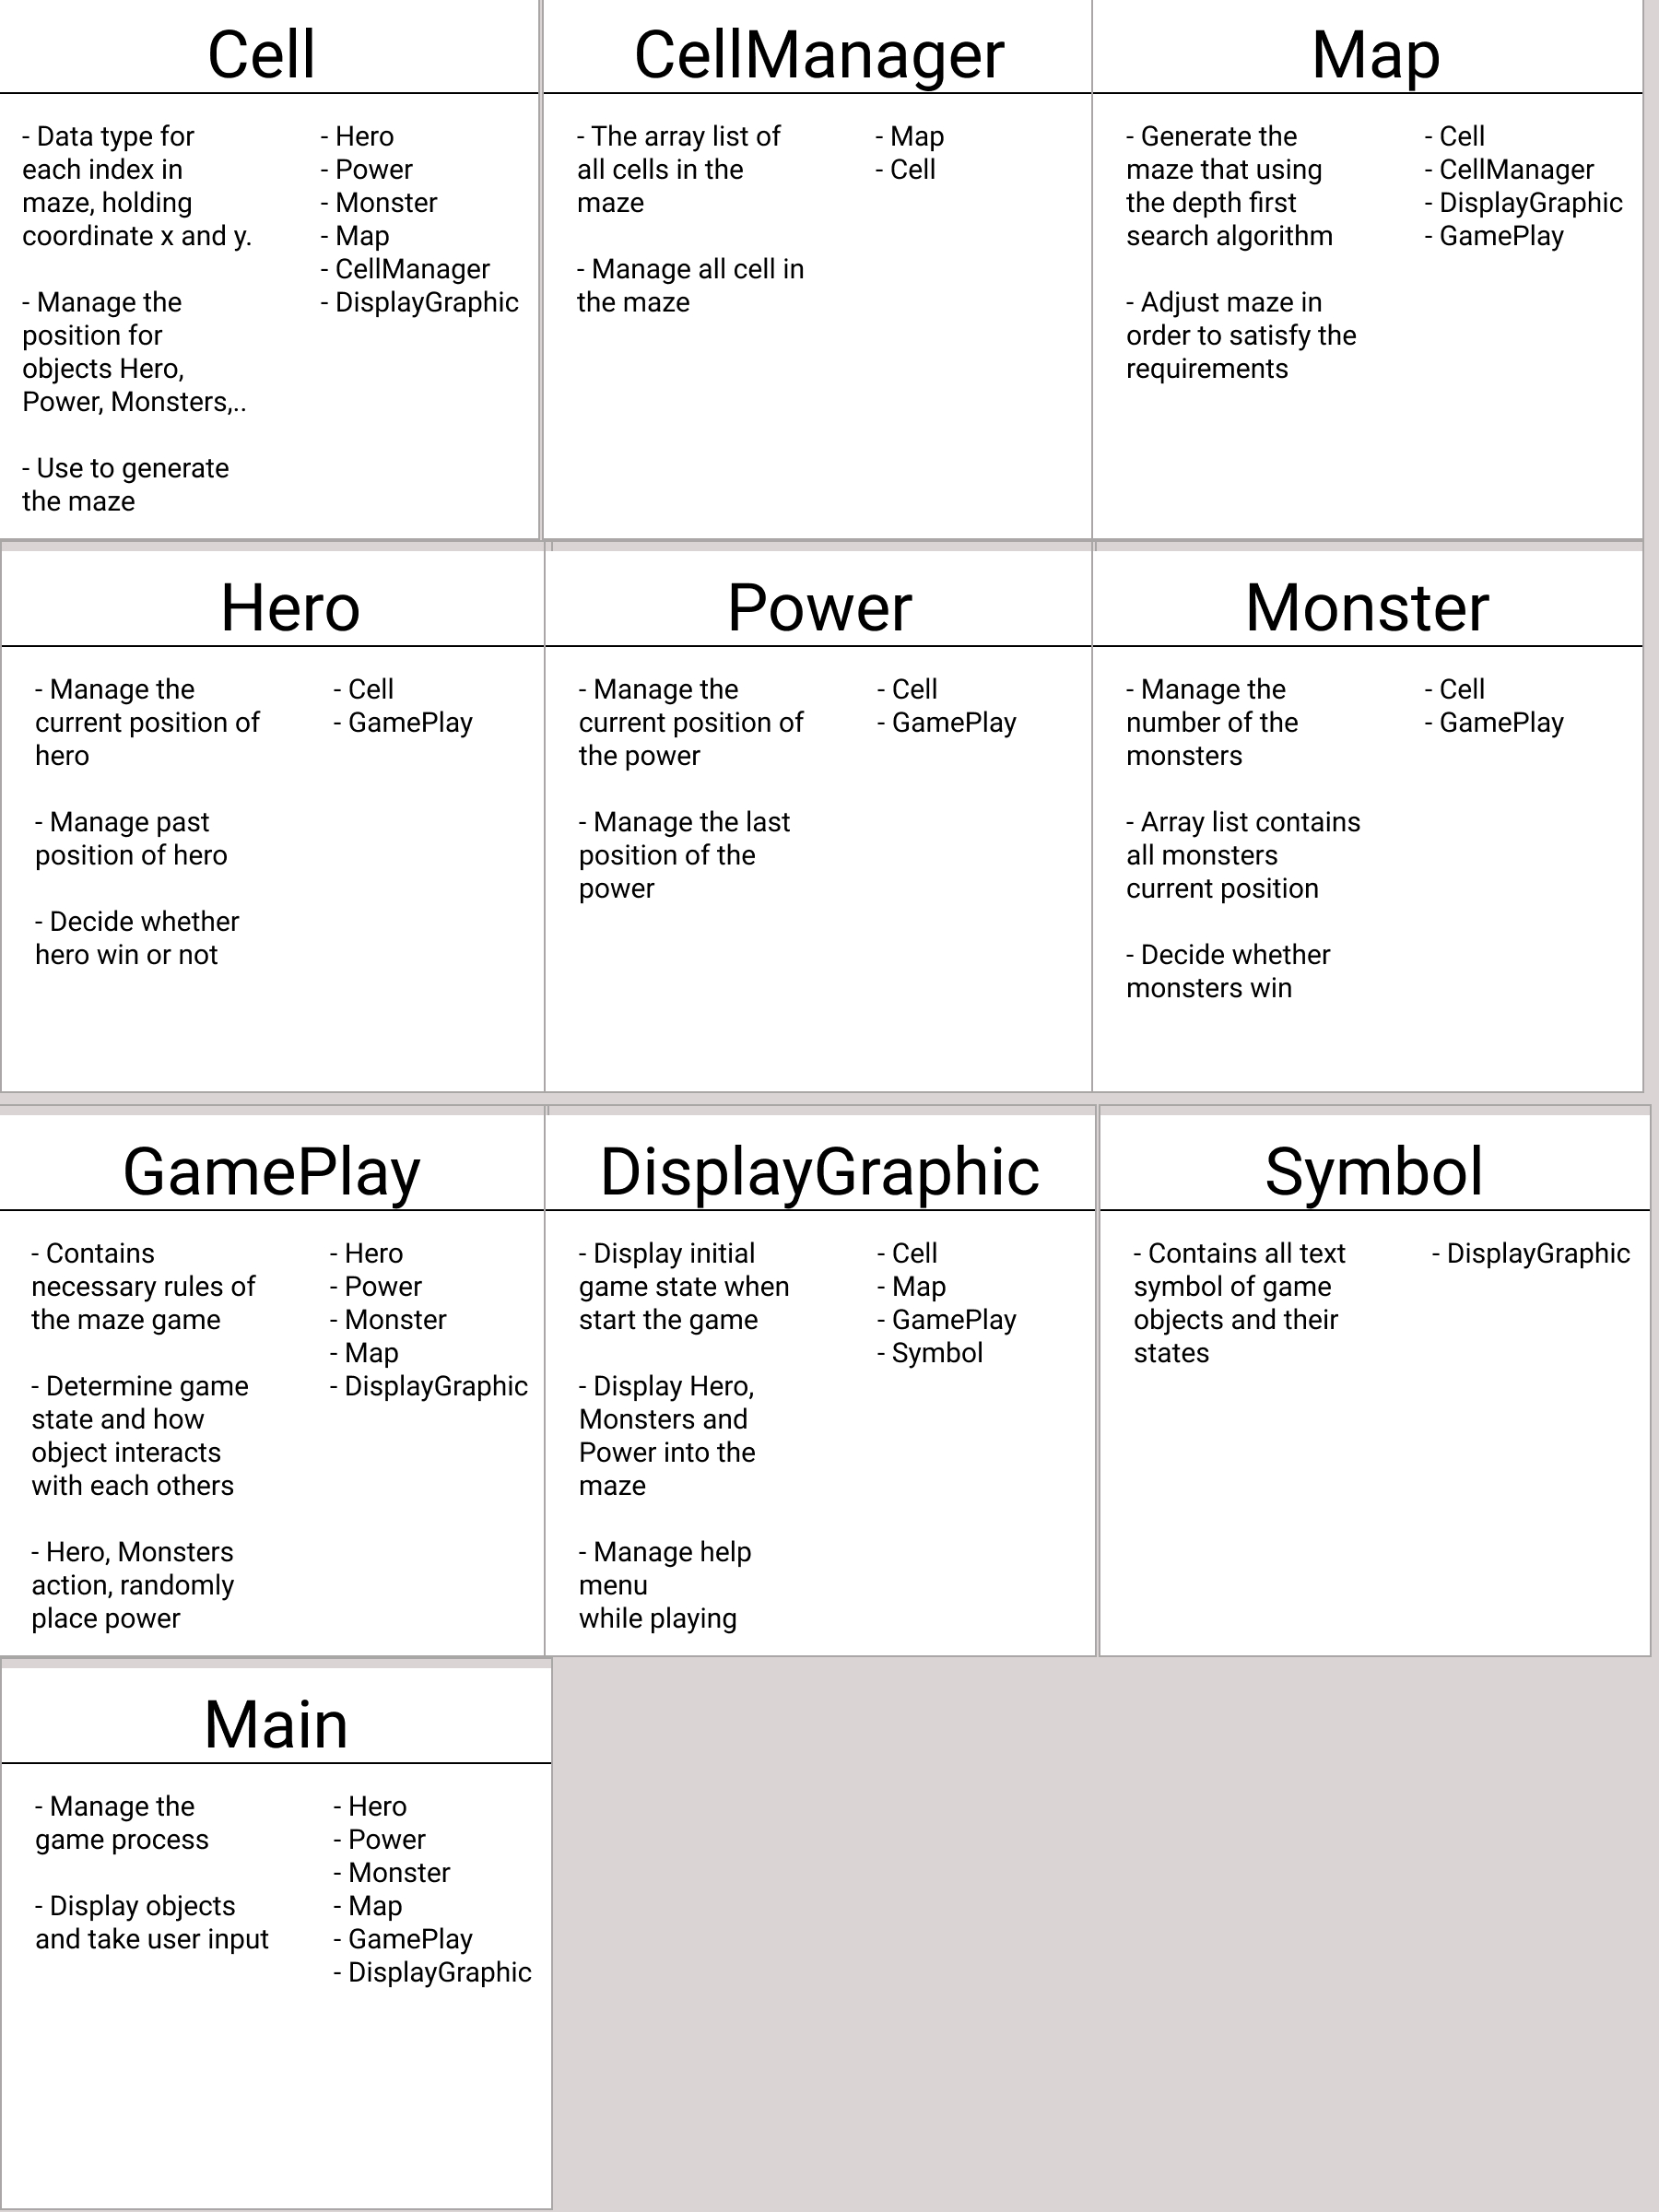 Cell
- Data type for
each index in
maze, holding
coordinate x and y.
- Manage the
position for
objects Hero,
Power, Monsters,..
- Use to generate
the maze
- Hero
- Power
- Monster
- Map
- CellManager
- DisplayGraphic
CellManager
- The array list of
all cells in the
maze
- Manage all cell in
the maze
- Map
- Cell
Map
- Generate the
maze that using
the depth first
search algorithm
- Adjust maze in
order to satisfy the
requirements
- Cell
- CellManager
- DisplayGraphic
- GamePlay
Hero
- Manage the
current position of
hero
- Manage past
position of hero
- Decide whether
hero win or not
- Cell
- GamePlay
Power
- Manage the
current position of
the power
- Manage the last
position of the
power
- Cell
- GamePlay
Monster
- Manage the
number of the
monsters
- Array list contains
all monsters
current position
- Decide whether
monsters win
- Cell
- GamePlay
GamePlay
- Contains
necessary rules of
the maze game
- Determine game
state and how
object interacts
with each others
- Hero, Monsters
action, randomly
place power
- Hero
- Power
- Monster
- Map
- DisplayGraphic
DisplayGraphic
- Display initial
game state when
start the game
- Display Hero,
Monsters and
Power into the
maze
- Manage help
menu
while playing
- Cell
- Map
- GamePlay
- Symbol
Symbol
- Contains all text
symbol of game
objects and their
states
- DisplayGraphic
Main
- Manage the
game process
- Display objects
and take user input
- Hero
- Power
- Monster
- Map
- GamePlay
- DisplayGraphic